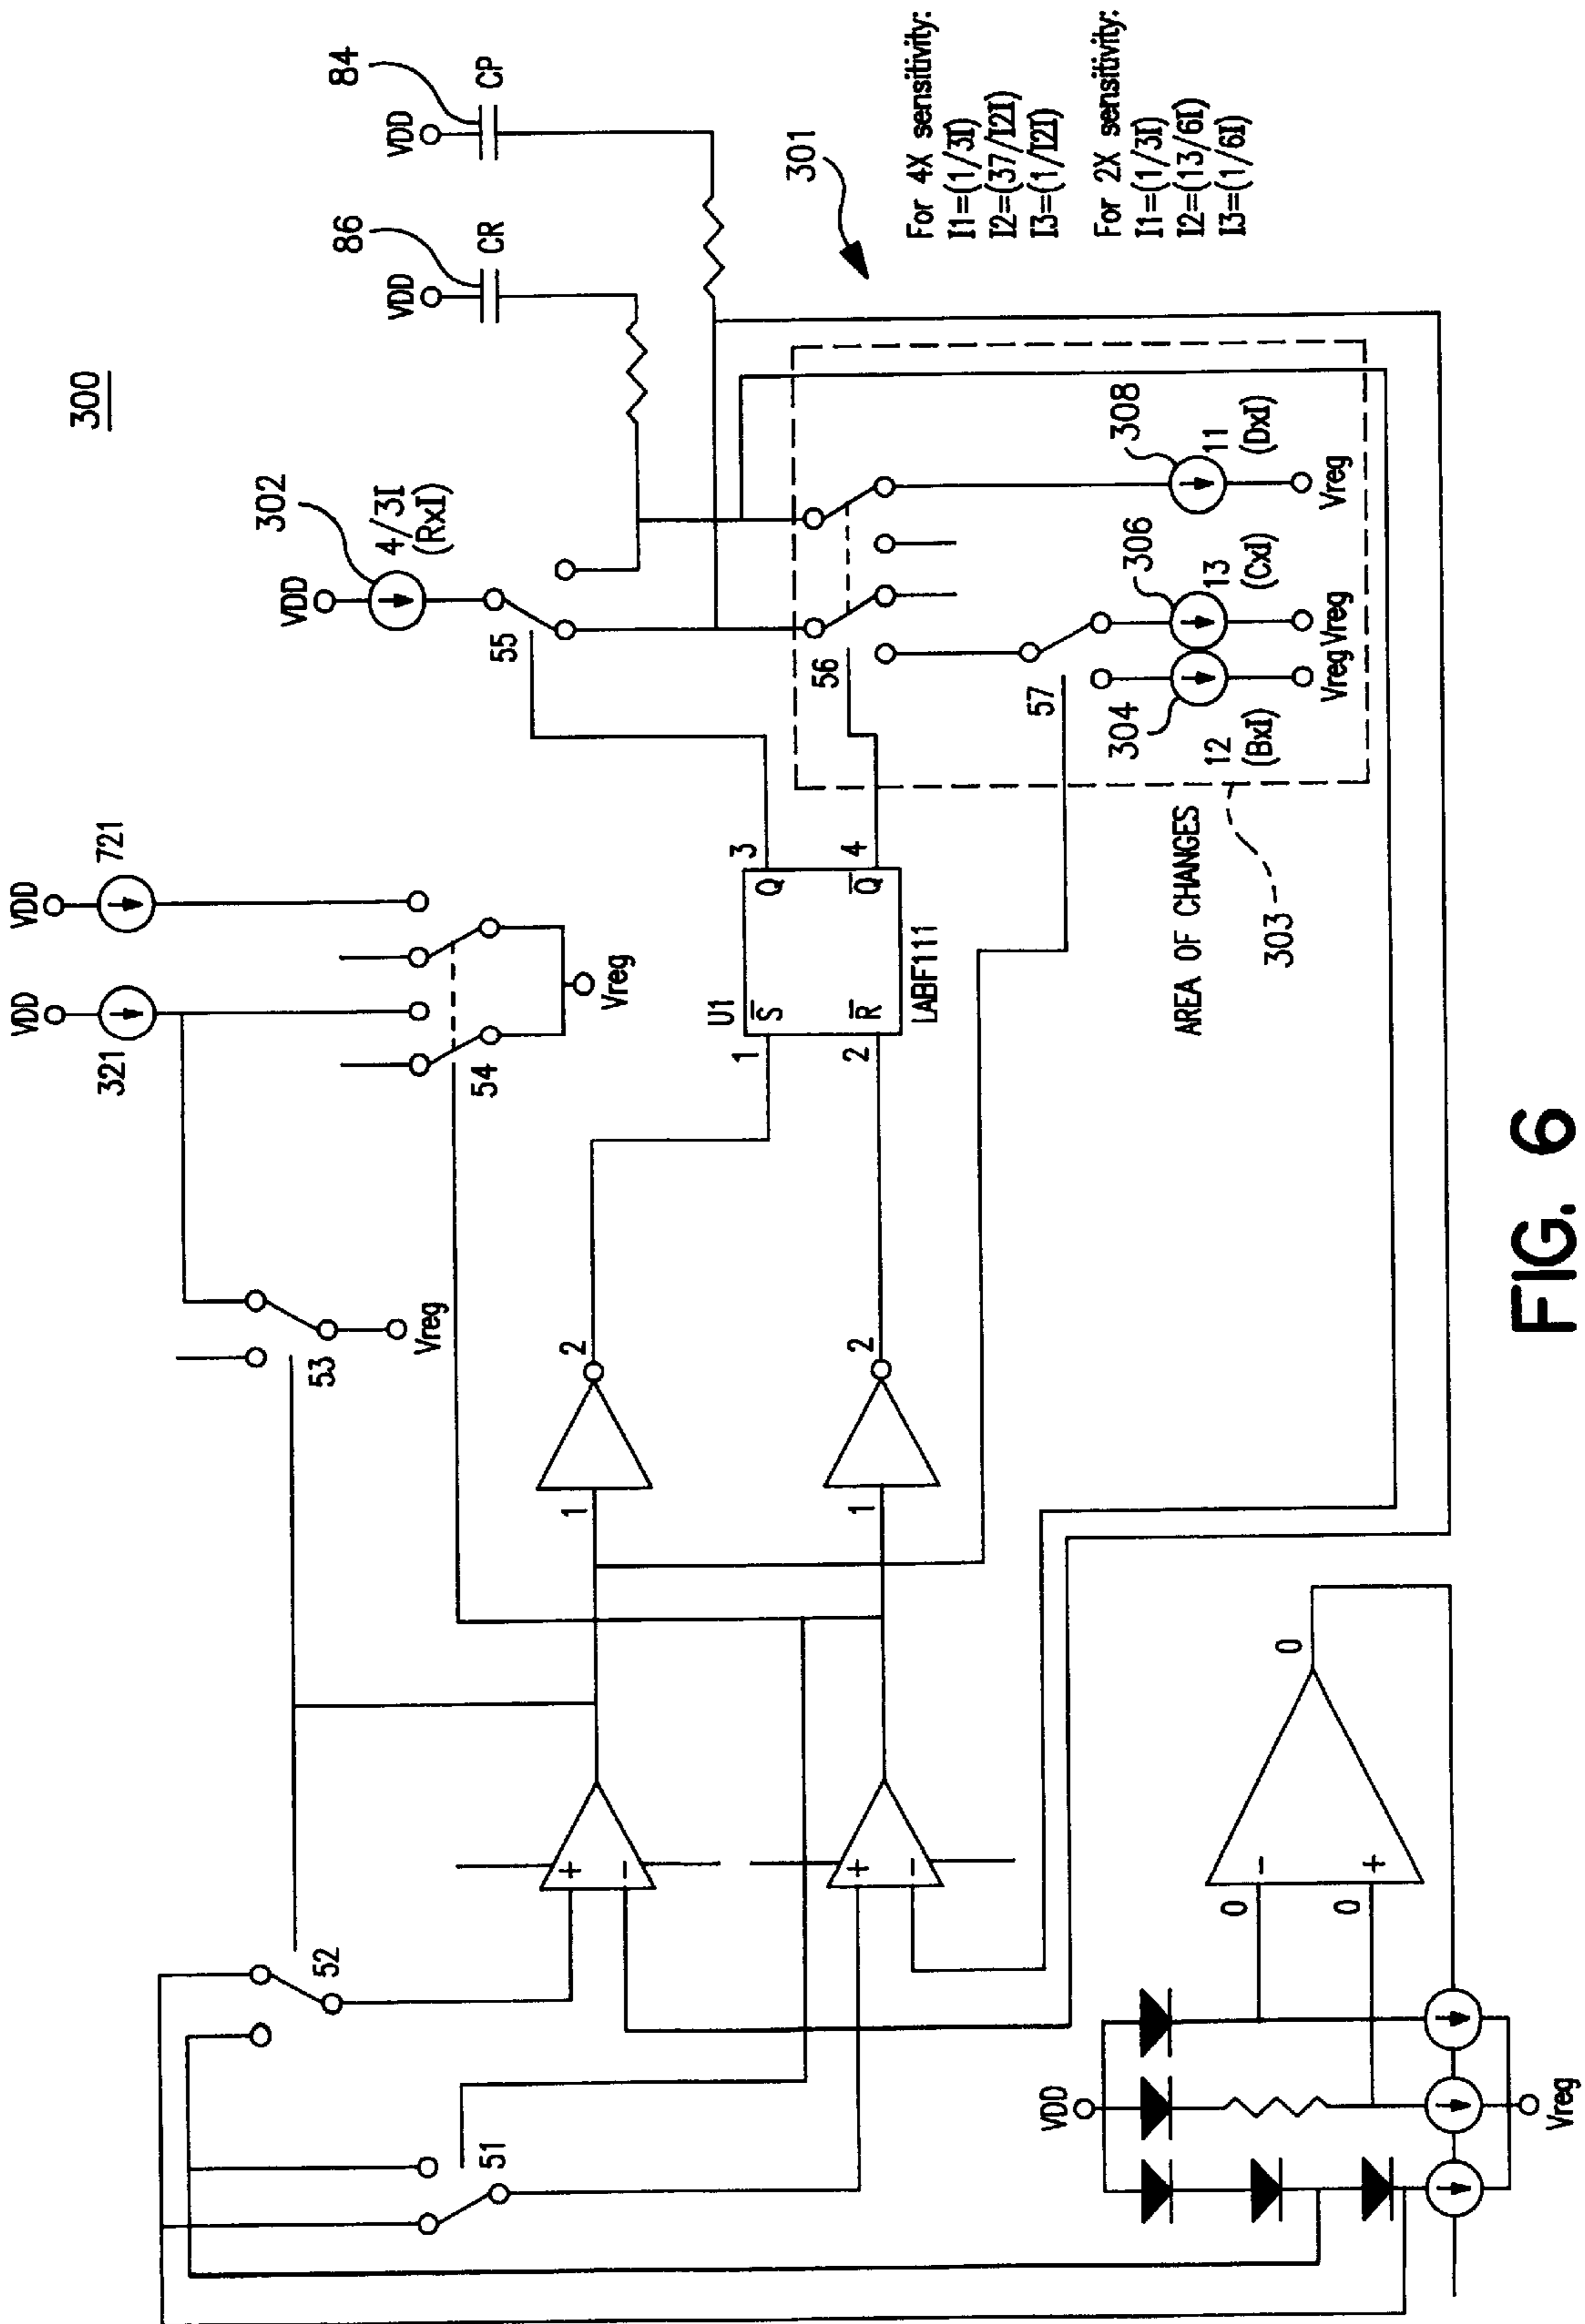 300
VDD
84
CP
VDD
86
CR
302
VDD
4/3I
(RxI)
55
301
For 4X sensitivity:
I1=(1/3I)
I2=(37/12I)
I3=(1/12I)
For 2X sensitivity:
I1=(1/3I)
I2=(13/6I)
I3=(1/6I)
VDD
721
VDD
321
54
Vreg
53
Vreg
56
57
304
12
(BxI)
306
13
(CxI)
308
11
(DxI)
Vreg
Vreg
Vreg
AREA OF CHANGES
303
U1
1
S
2
R
Q
3
Q
4
LABF111
1
2
1
2
52
51
+
−
+
−
VDD
0
−
0
+
0
Vreg
FIG. 6